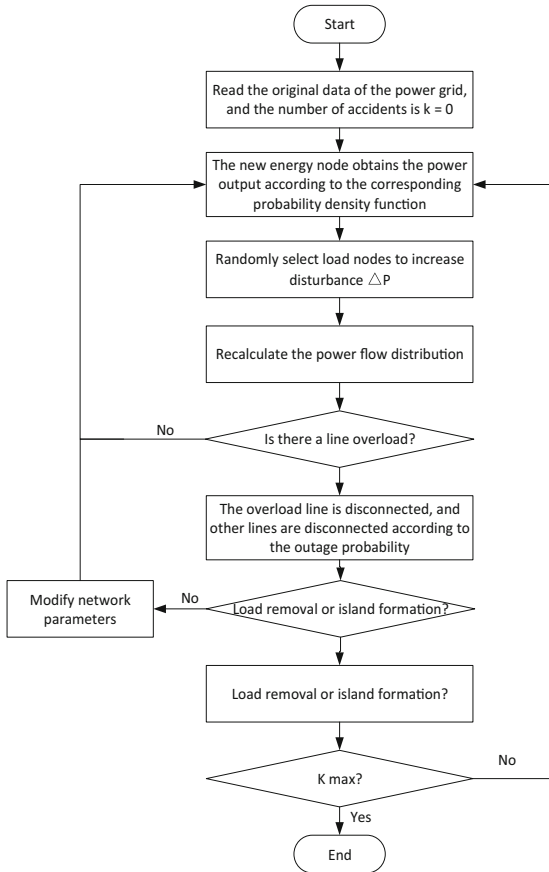 Start
Read the original data of the power grid,
and the number of accidents is k = 0
The new energy node obtains the power
output according to the corresponding
probability density function
Randomly select load nodes to increase
disturbance △P
Recalculate the power flow distribution
No
Is there a line overload?
The overload line is disconnected, and
other lines are disconnected according to
the outage probability
Modify network
parameters
No
Load removal or island formation?
Load removal or island formation?
K max?
No
Yes
End